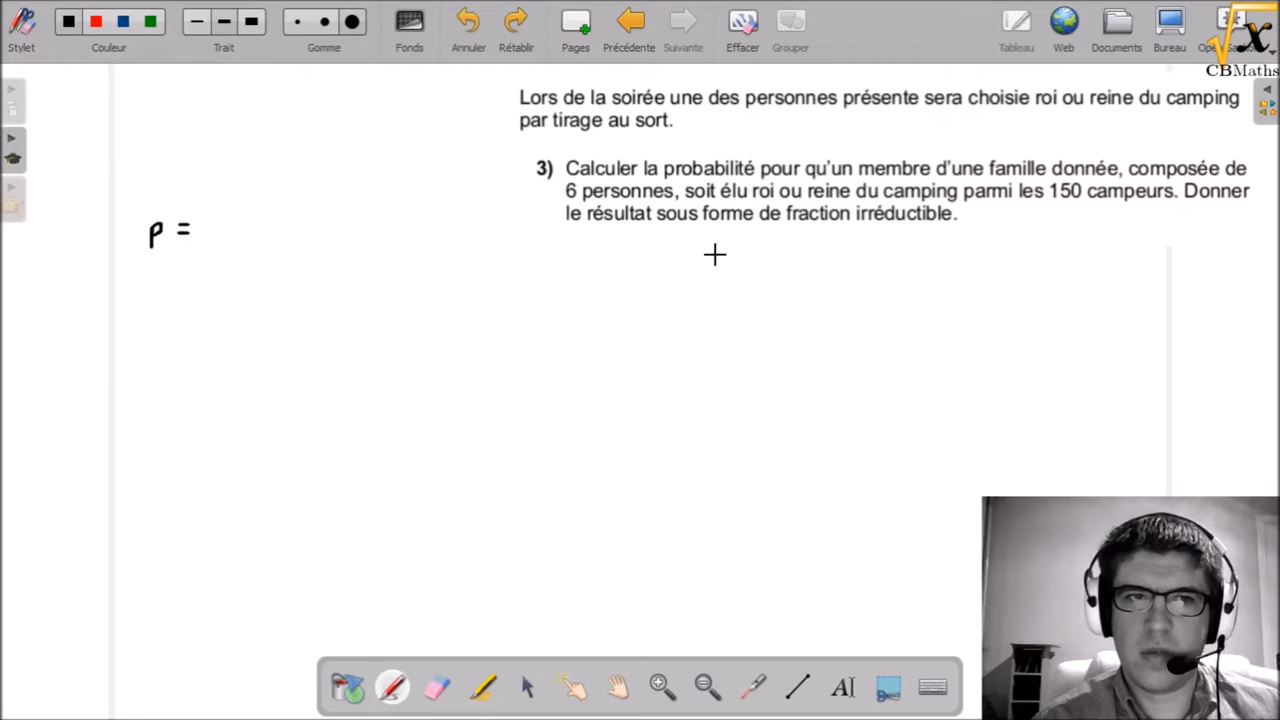 Stylet
Couleur
Trait
Gomme
Fonds
Annuler
Rétablir
Pages
Précédente
Suivante
Effacer
Grouper
Tableau
Web
Documents
Bureau
√x
CBMaths
Lors de la soirée une des personnes présente sera choisie roi ou reine du camping
par tirage au sort.
3) Calculer la probabilité pour qu'un membre d'une famille donnée, composée de
6 personnes, soit élu roi ou reine du camping parmi les 150 campeurs. Donner
le résultat sous forme de fraction irréductible.
p =
AI